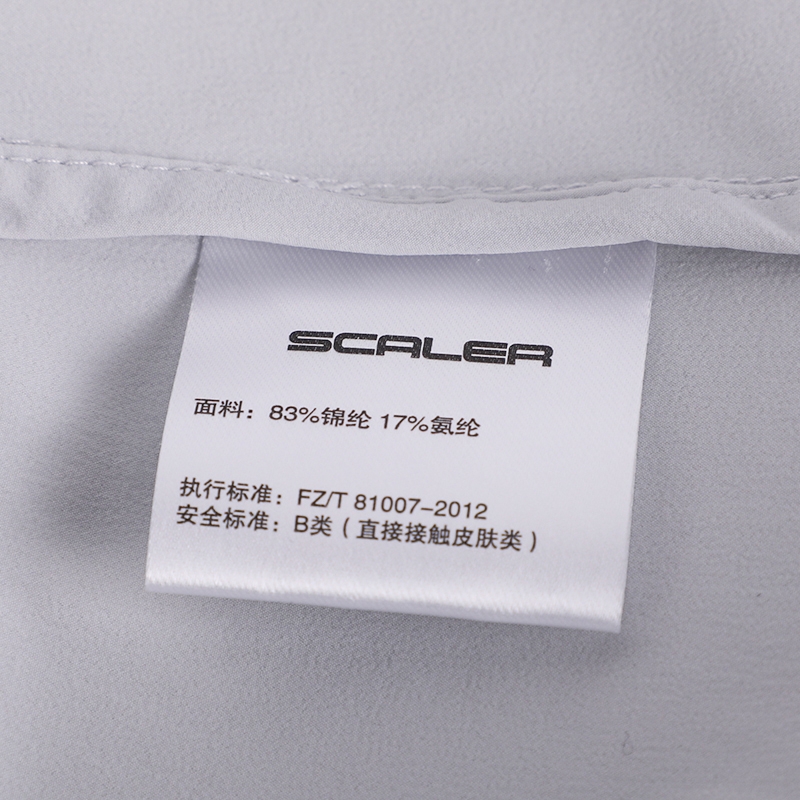 SCALER
面料：83%锦纶 17%氨纶
执行标准：FZ/T 81007-2012
安全标准：B类（直接接触皮肤类）